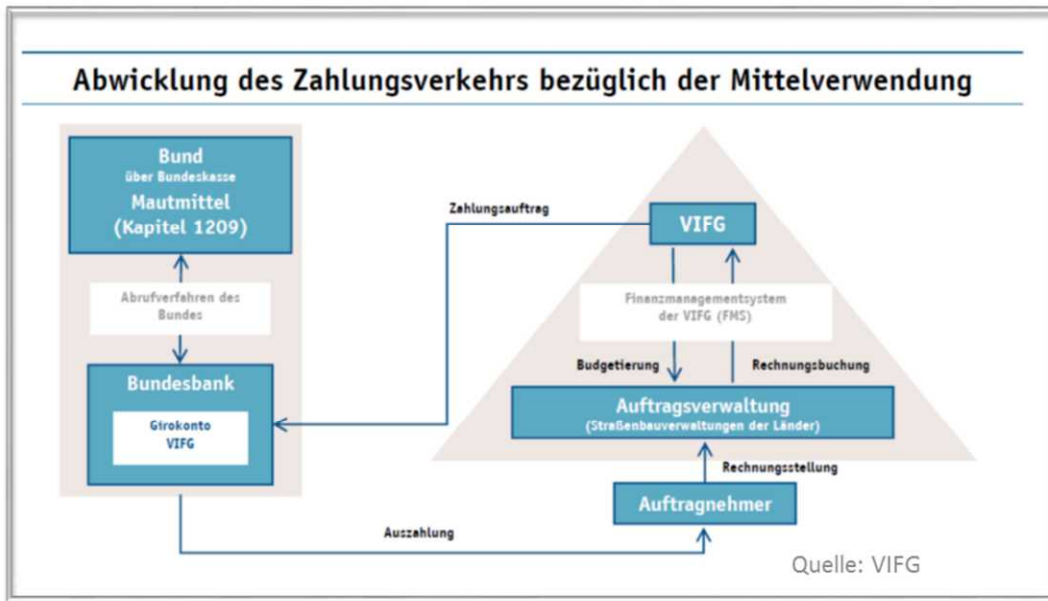 Abwicklung des Zahlungsverkehrs bezüglich der Mittelverwendung
Bund
über Bundeskasse
Mautmittel
(Kapitel 1209)
Abrufverfahren des
Bundes
Bundesbank
Girokonto
VIFG
Zahlungsauftrag
VIFG
Finanzmanagementsystem
der VIFG (FMS)
Budgetierung
Rechnungsbuchung
Auftragsverwaltung
(Straßenbauverwaltungen der Länder)
Rechnungsstellung
Auftragnehmer
Auszahlung
Quelle: VIFG